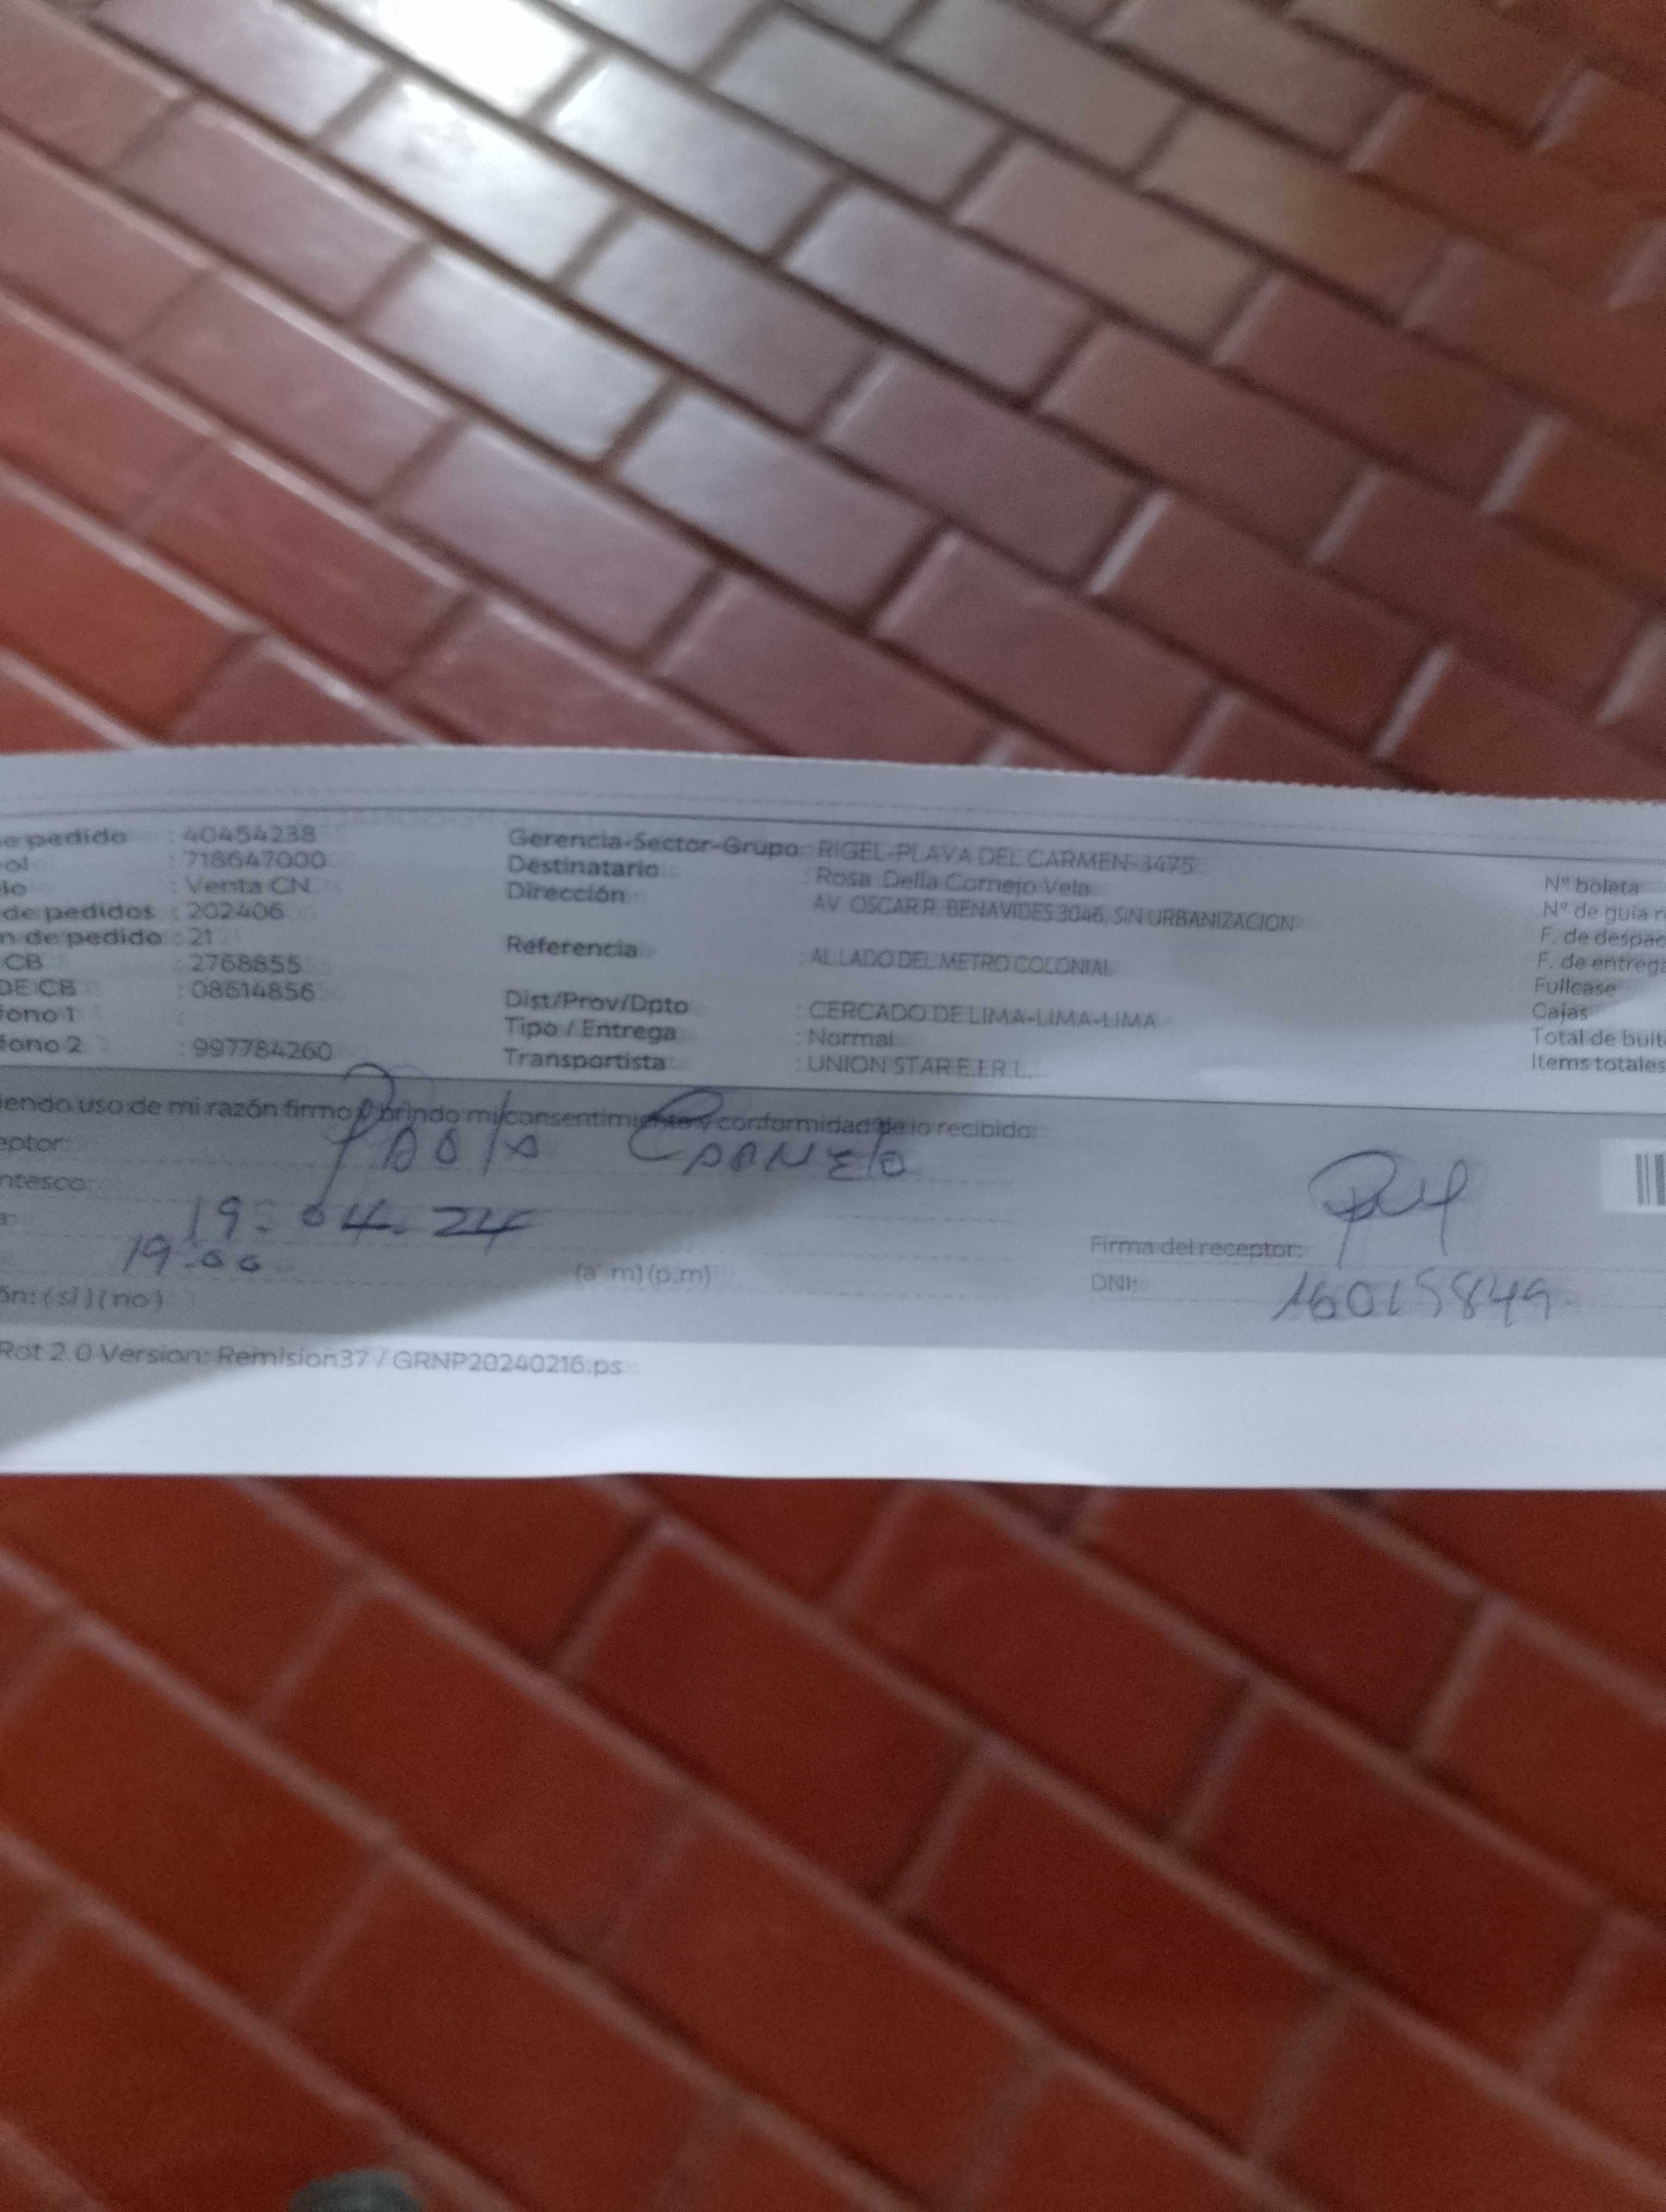 e pedido : 40454238
ol : 718647000
lo : Venta CN
de pedidos : 202406
n de pedido : 21
CB : 2768855
DE CB : 08614856
fono 1 :
fono 2 : 997784260
Gerencia-Sector-Grupo : RIGEL-PLAYA DEL CARMEN-3475
Destinatario : Rosa Delia Cornejo Vela
Dirección : AV. OSCAR R. BENAVIDES 3046, SIN URBANIZACION
Referencia : AL LADO DEL METRO COLONIAL
Dist/Prov/Dpto : CERCADO DE LIMA-LIMA-LIMA
Tipo / Entrega : Normal
Transportista : UNION STAR E.I.R.L.
Nº boleta
Nº de guía r
F. de despac
F. de entrega
Fullcase
Cajas
Total de bult
Items totales
iendo uso de mi razón firmo y brindo mi consentimiento y conformidad de lo recibido:
eptor: Paola
ntesco:
19-04-24
19:00 (a.m) (p.m)
ón: (si) (no)
Firma del receptor:
DNI:
Rot 2.0 Version: Remision37 / GRNP20240216.ps